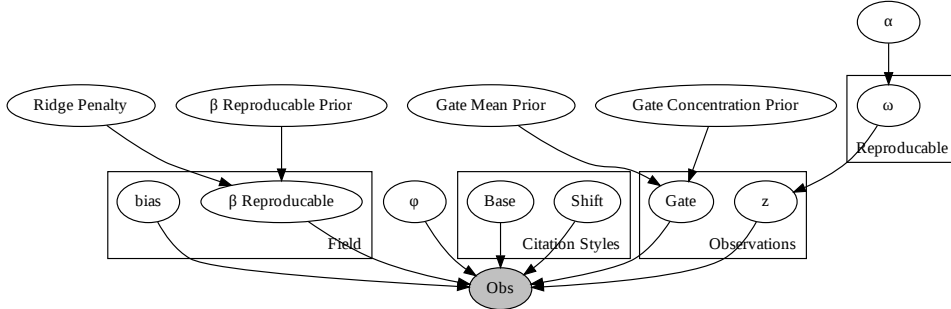 α
Ridge Penalty
β Reproducable Prior
Gate Mean Prior
Gate Concentration Prior
ω
Reproducable
bias
β Reproducable
φ
Base
Shift
Gate
z
Field
Citation Styles
Observations
Obs